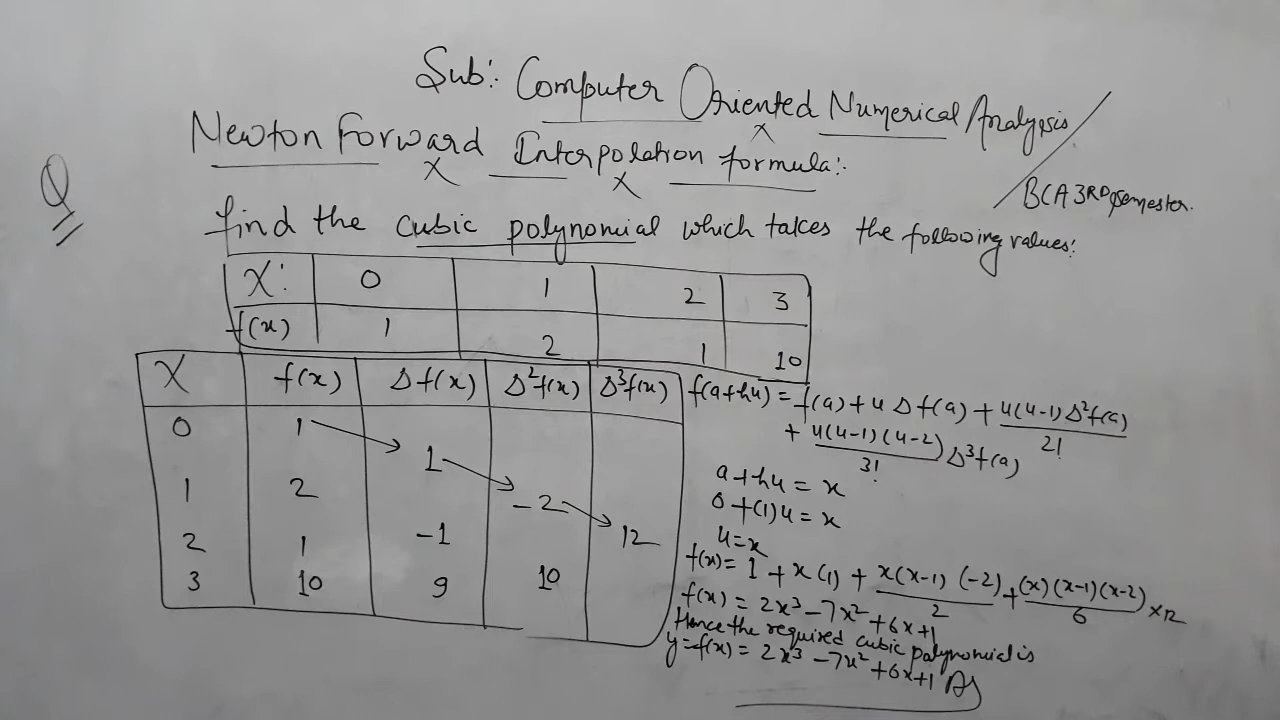 Sub: Computer Oriented Numerical Analysis
Newton Forward Interpolation formula:
BCA 3RD semester.
Q
find the cubic polynomial which takes the following values:
X: 0 1 2 3
f(x) 1 2 1 10
X f(x) Δf(x) Δ²f(x) Δ³f(x)
0 1
1
1 2 -2
12
2 1 -1
3 10 9 10
f(a+hu) = f(a) + u Δf(a) + u(u-1) Δ²f(a) / 2!
+ u(u-1)(u-2) / 3! Δ³f(a)
a+hu = x
0+(1)u = x
u=x
f(x) = 1 + x(1) + x(x-1)(-2) / 2 + (x)(x-1)(x-2) / 6 × 12
f(x) = 2x³ - 7x² + 6x + 1
Hence the required cubic polynomial is
y = f(x) = 2x³ - 7x² + 6x + 1 As